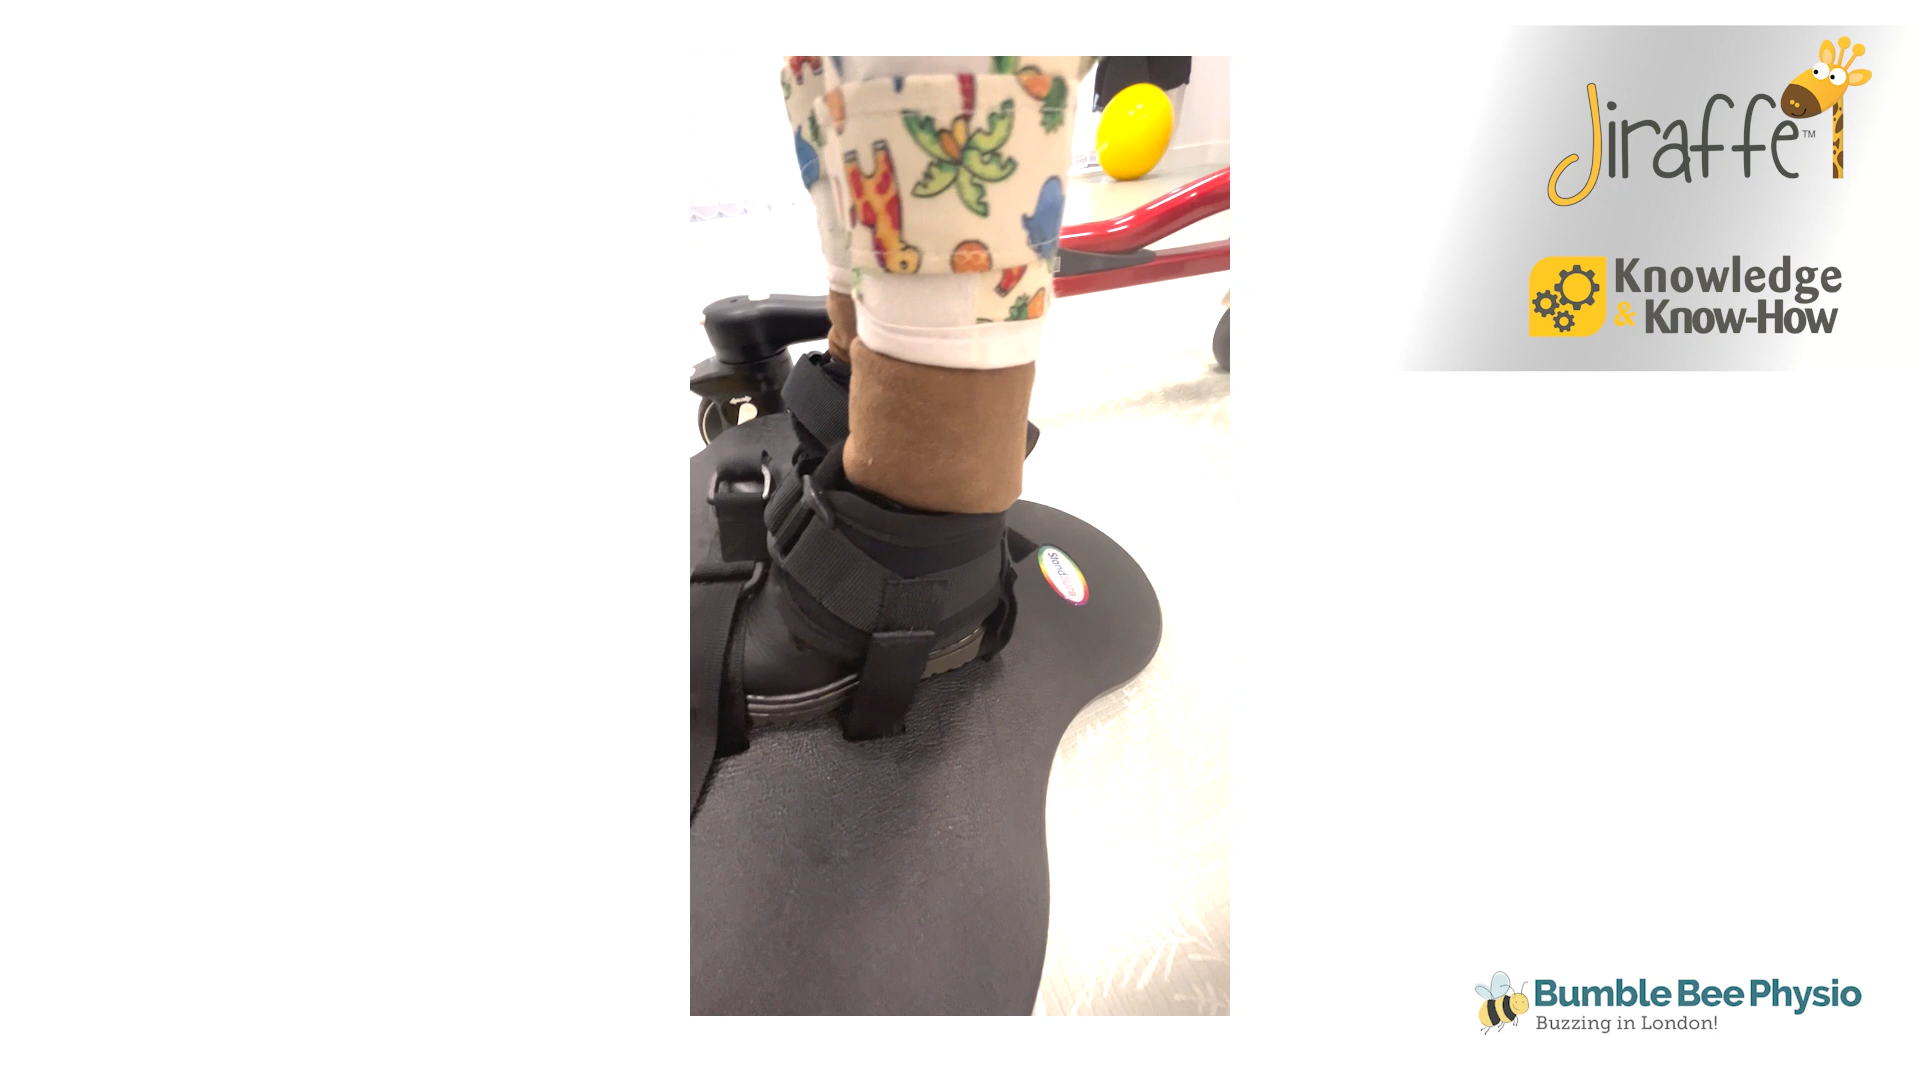 Jiraffe™
Knowledge
& Know-How
Bumble Bee Physio
Buzzing in London!